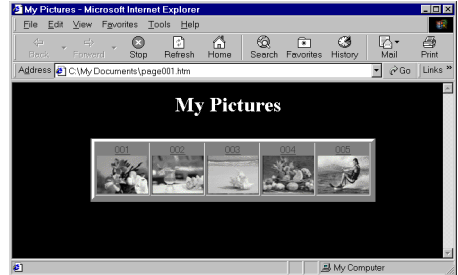 My Pictures - Microsoft Internet Explorer
File Edit View Favorites Tools Help
Back Forward Stop Refresh Home Search Favorites History Mail Print
Address C:\My Documents\page001.htm Go Links »
My Pictures
001 002 003 004 005
My Computer